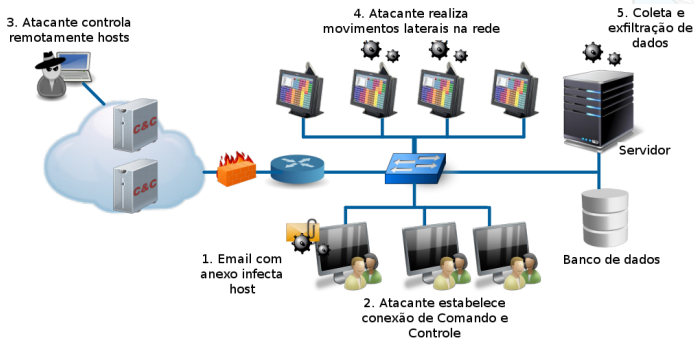 3. Atacante controla
remotamente hosts
4. Atacante realiza
movimentos laterais na rede
5. Coleta e
exfiltração de
dados
C&C
C&C
Servidor
1. Email com
anexo infecta
host
Banco de dados
2. Atacante estabelece
conexão de Comando e
Controle